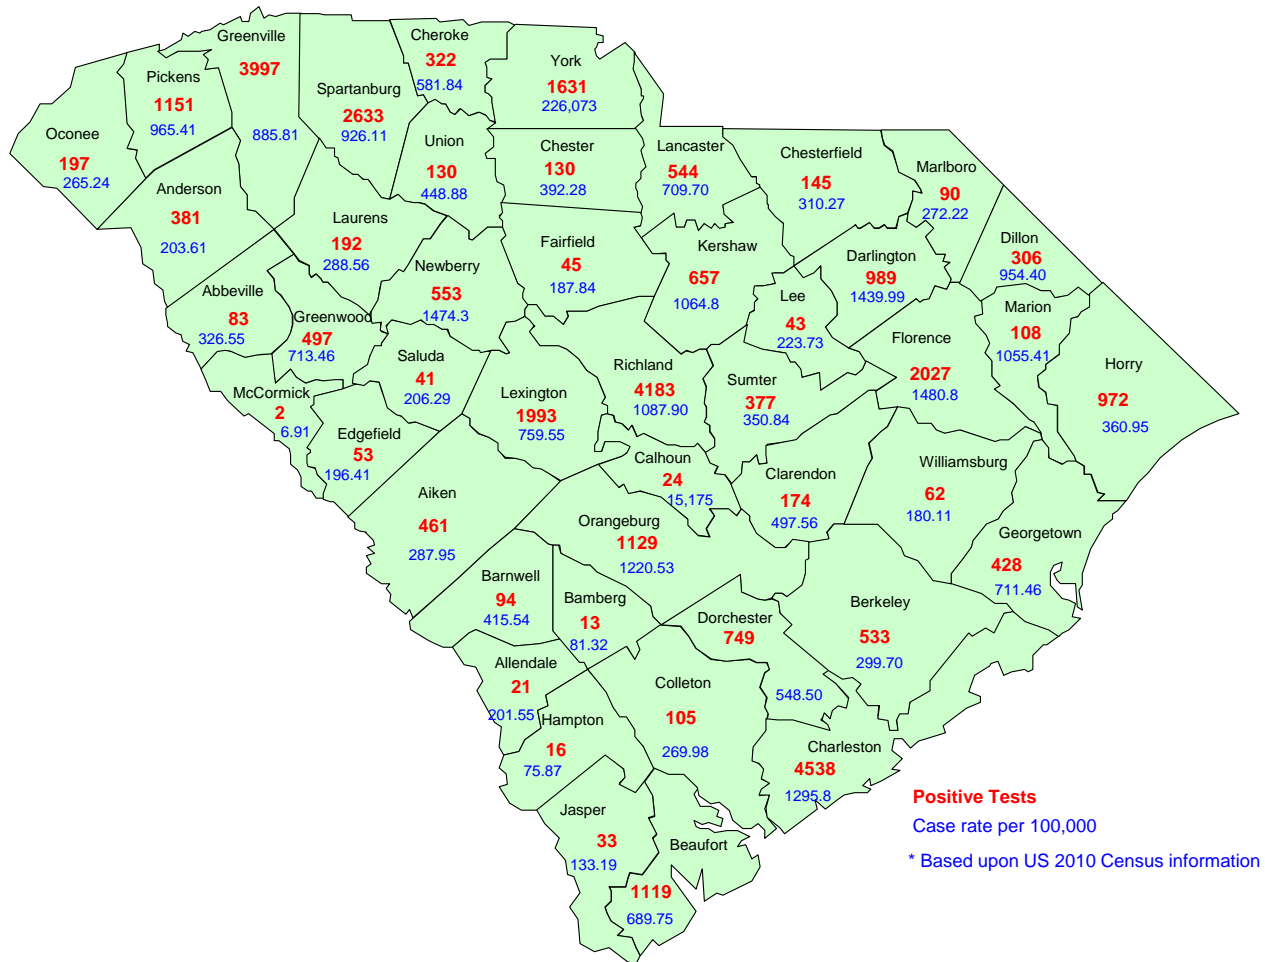 Greenville
3997
885.81
Cheroke
322
581.84
York
1631
226,073
Pickens
1151
965.41
Spartanburg
2633
926.11
Oconee
197
265.24
Union
130
448.88
Chester
130
392.28
Lancaster
544
709.70
Chesterfield
145
310.27
Marlboro
90
272.22
Anderson
381
203.61
Laurens
192
288.56
Newberry
553
1474.3
Fairfield
45
187.84
Kershaw
657
1064.8
Darlington
989
1439.99
Dillon
306
954.40
Lee
43
223.73
Marion
108
1055.41
Abbeville
83
326.55
Greenwood
497
713.46
Saluda
41
206.29
Florence
2027
1480.8
Horry
972
360.95
McCormick
2
6.91
Edgefield
53
196.41
Lexington
1993
759.55
Richland
4183
1087.90
Sumter
377
350.84
Calhoun
24
15,175
Clarendon
174
497.56
Williamsburg
62
180.11
Aiken
461
287.95
Orangeburg
1129
1220.53
Georgetown
428
711.46
Barnwell
94
415.54
Bamberg
13
81.32
Dorchester
749
548.50
Berkeley
533
299.70
Allendale
21
201.55
Hampton
16
75.87
Colleton
105
269.98
Charleston
4538
1295.8
Jasper
33
133.19
Beaufort
1119
689.75
Positive Tests
Case rate per 100,000
* Based upon US 2010 Census information